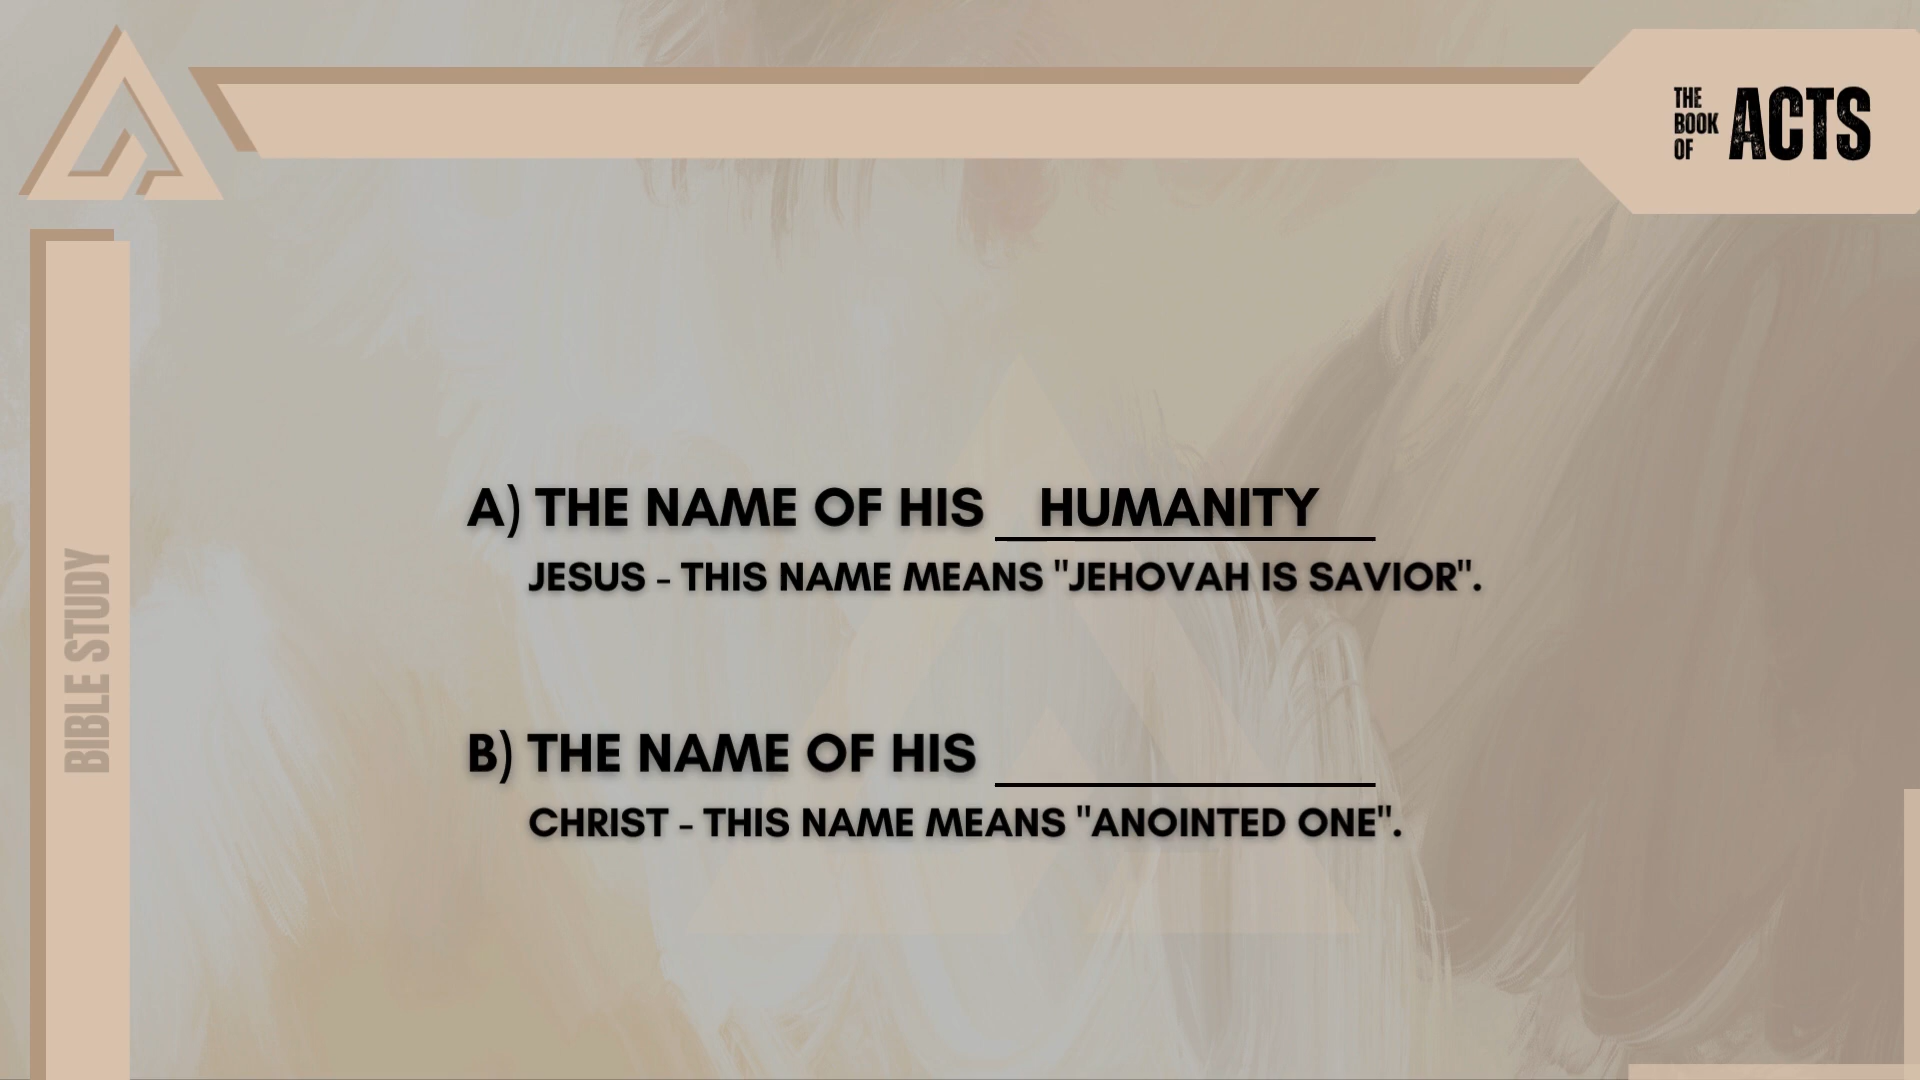 THE
BOOK
OF
ACTS
BIBLE STUDY
A) THE NAME OF HIS HUMANITY
JESUS - THIS NAME MEANS "JEHOVAH IS SAVIOR".
B) THE NAME OF HIS
CHRIST - THIS NAME MEANS "ANOINTED ONE".